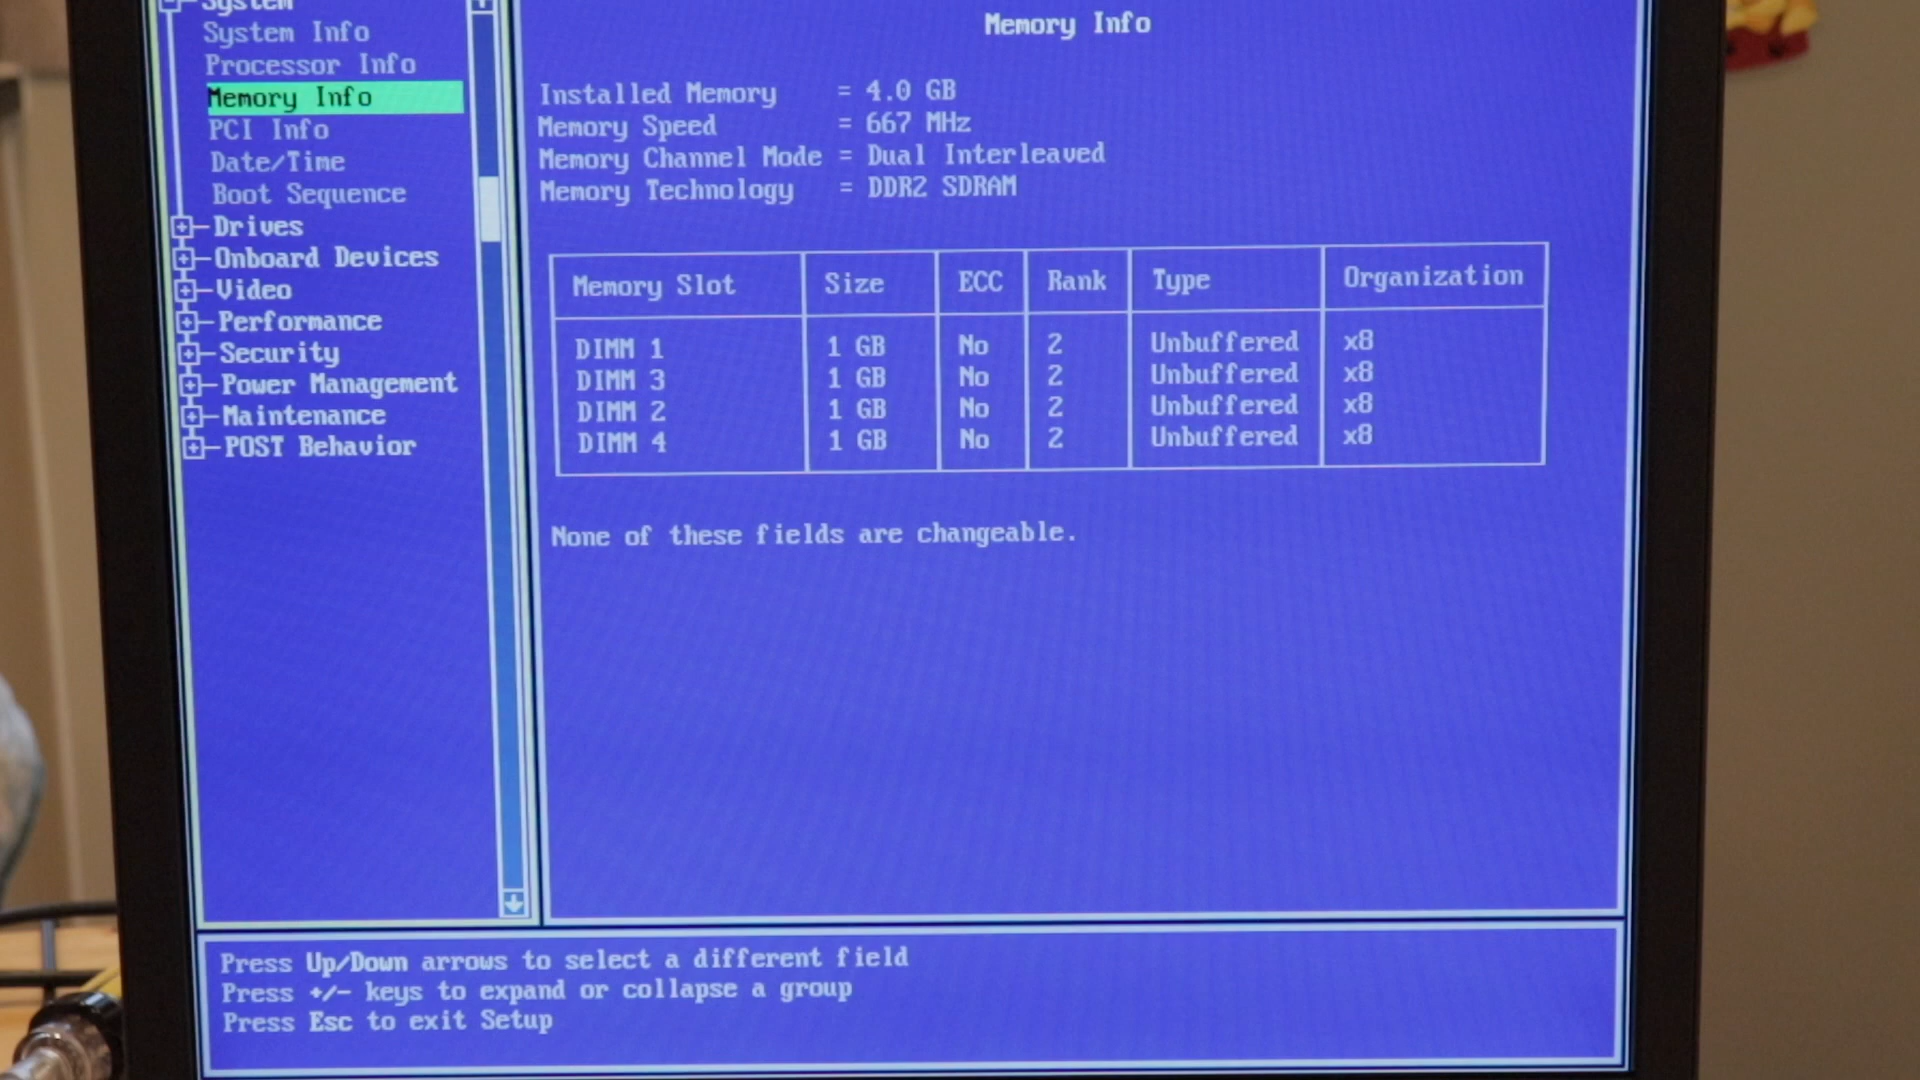 System
System Info
Processor Info
Memory Info
PCI Info
Date/Time
Boot Sequence
Drives
Onboard Devices
Video
Performance
Security
Power Management
Maintenance
POST Behavior
Memory Info
Installed Memory = 4.0 GB
Memory Speed = 667 MHz
Memory Channel Mode = Dual Interleaved
Memory Technology = DDR2 SDRAM
Memory Slot Size ECC Rank Type Organization
DIMM 1 1 GB No 2 Unbuffered x8
DIMM 3 1 GB No 2 Unbuffered x8
DIMM 2 1 GB No 2 Unbuffered x8
DIMM 4 1 GB No 2 Unbuffered x8
None of these fields are changeable.
Press Up/Down arrows to select a different field
Press +/- keys to expand or collapse a group
Press Esc to exit Setup